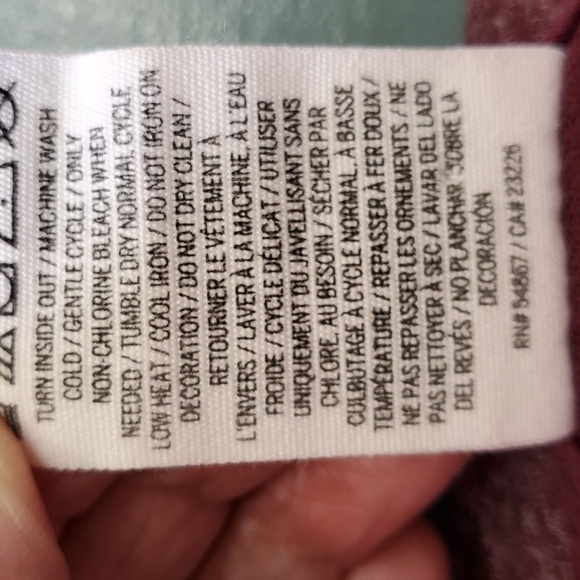 TURN INSIDE OUT / MACHINE WASH
COLD / GENTLE CYCLE / ONLY
NON-CHLORINE BLEACH WHEN
NEEDED / TUMBLE DRY NORMAL CYCLE
LOW HEAT / COOL IRON / DO NOT IRON ON
DECORATION / DO NOT DRY CLEAN /
RETOURNER LE VÊTEMENT À
L'ENVERS / LAVER À LA MACHINE, À L'EAU
FROIDE / CYCLE DÉLICAT / UTILISER
UNIQUEMENT DU JAVELLISANT SANS
CHLORE, AU BESOIN / SÉCHER PAR
CULBUTAGE À CYCLE NORMAL, À BASSE
TEMPÉRATURE / REPASSER À FER DOUX /
NE PAS REPASSER LES ORNEMENTS / NE
PAS NETTOYER À SEC / LAVAR DEL LADO
DEL REVÉS / NO PLANCHAR SOBRE LA
DECORACIÓN
RN# 54867 / CA# 23226